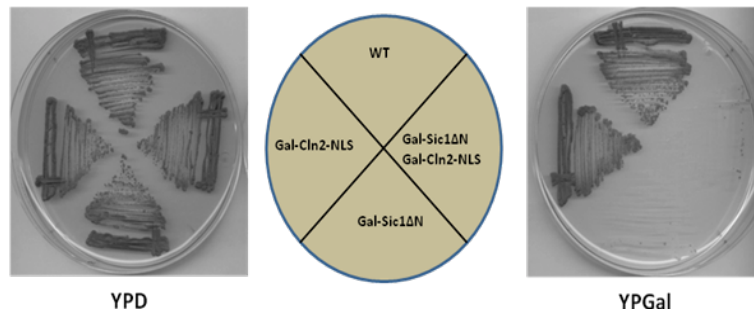 WT
Gal-Cln2-NLS
Gal-Sic1ΔN
Gal-Cln2-NLS
Gal-Sic1ΔN
YPD
YPGal